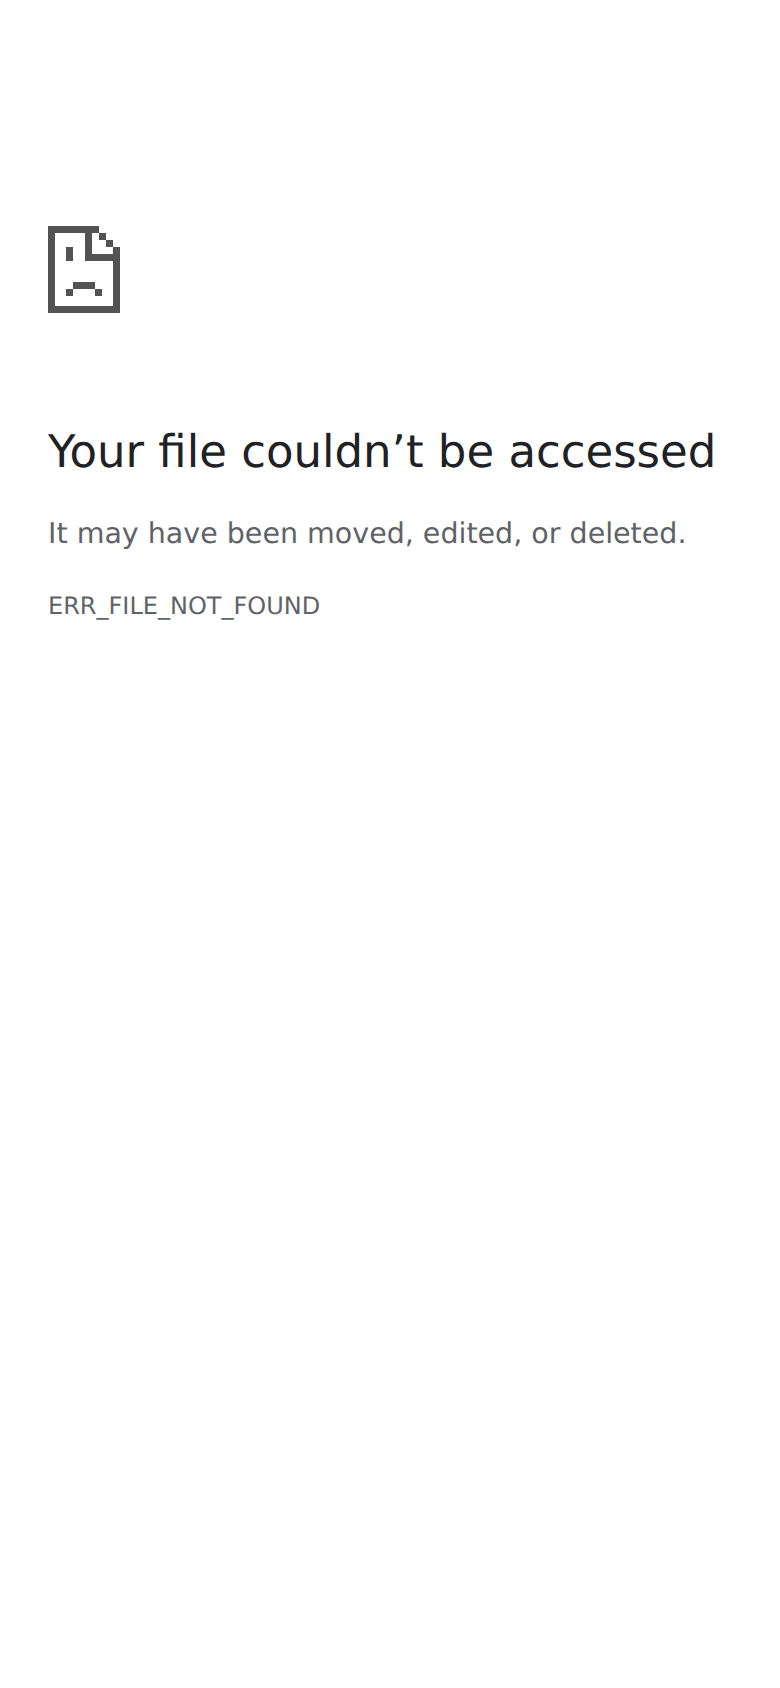 Your file couldn’t be accessed
It may have been moved, edited, or deleted.
ERR_FILE_NOT_FOUND